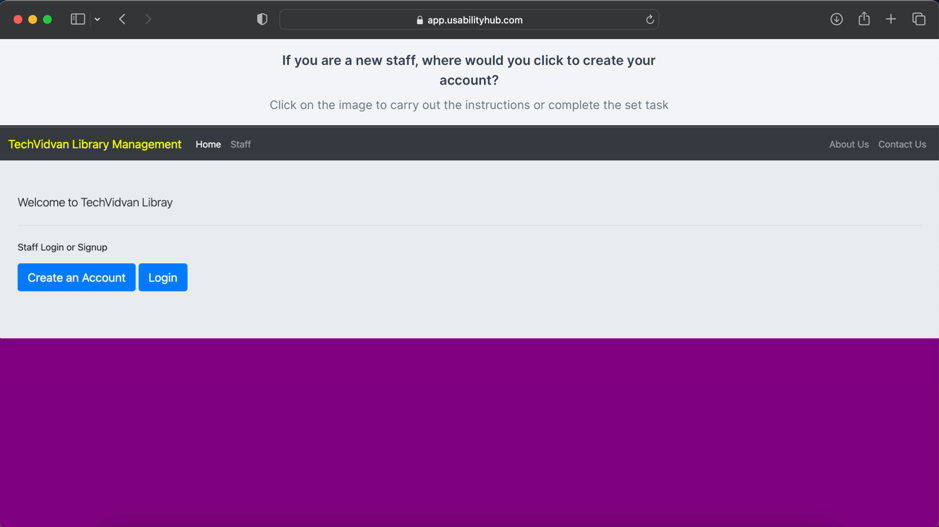 app.usabilityhub.com
If you are a new staff, where would you click to create your
account?
Click on the image to carry out the instructions or complete the set task
TechVidvan Library Management Home Staff About Us Contact Us
Welcome to TechVidvan Libray
Staff Login or Signup
Create an Account Login